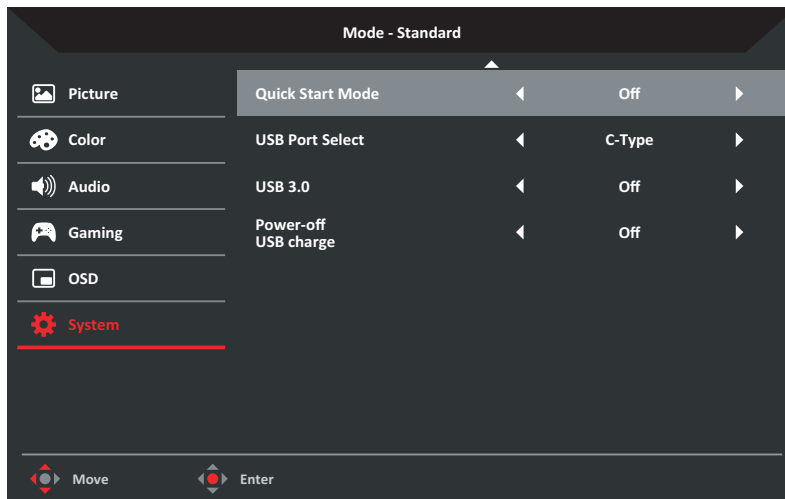 Mode - Standard
Picture
Color
Audio
Gaming
OSD
System
Quick Start Mode Off
USB Port Select C-Type
USB 3.0 Off
Power-off
USB charge Off
Move Enter